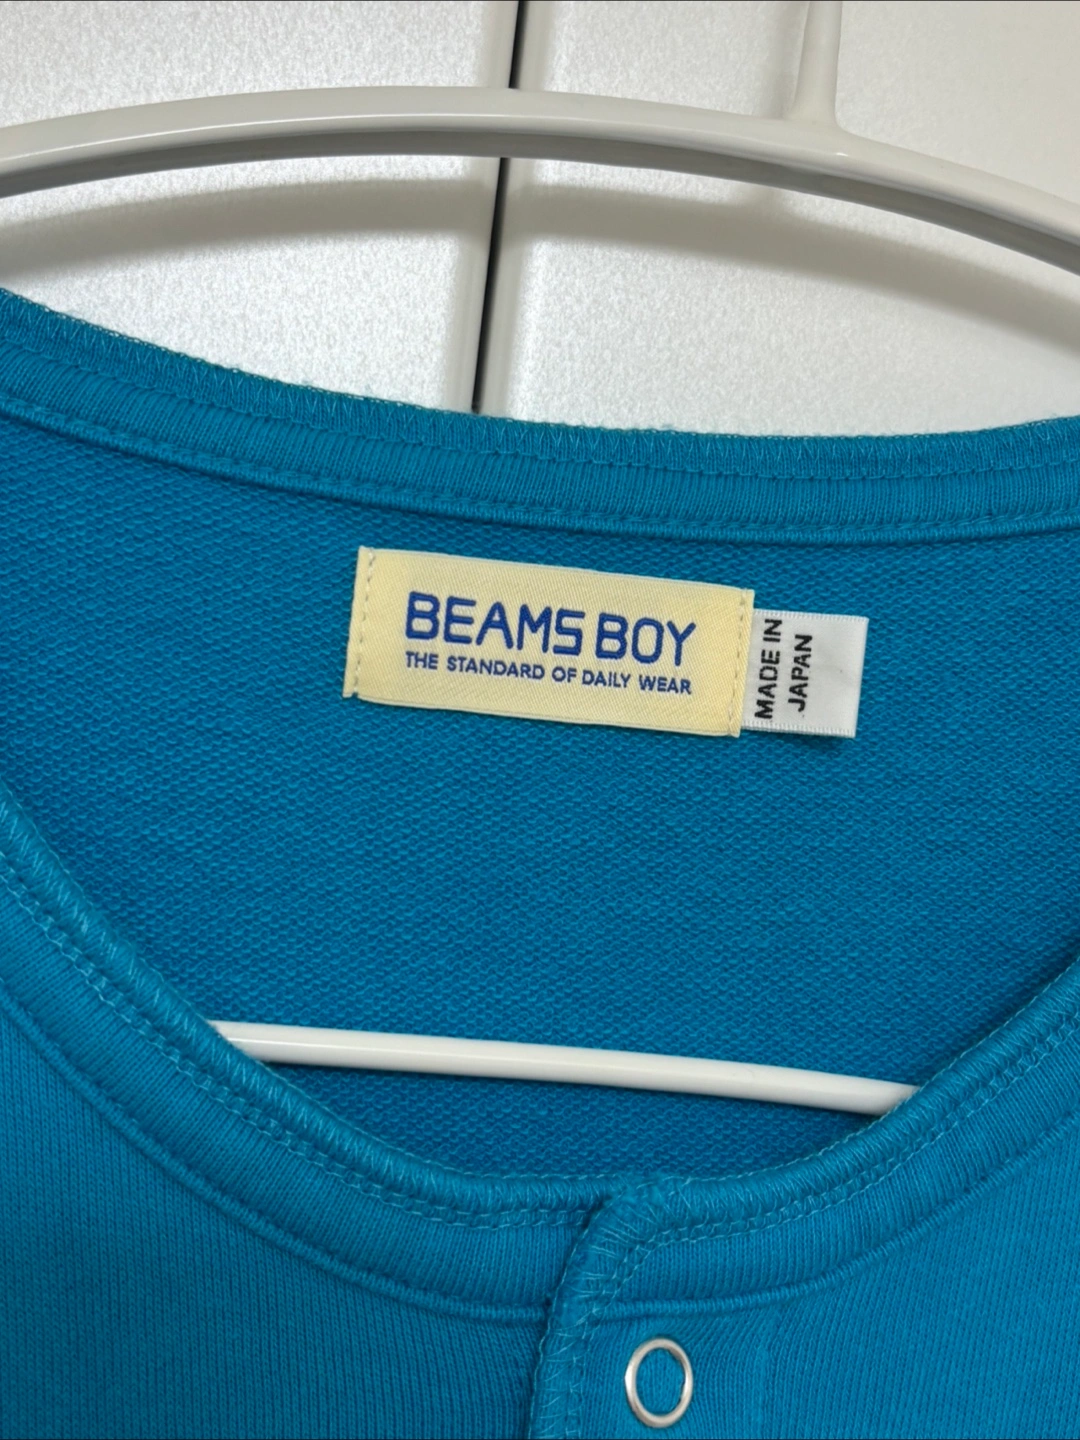 BEAMS BOY
THE STANDARD OF DAILY WEAR
MADE IN
JAPAN